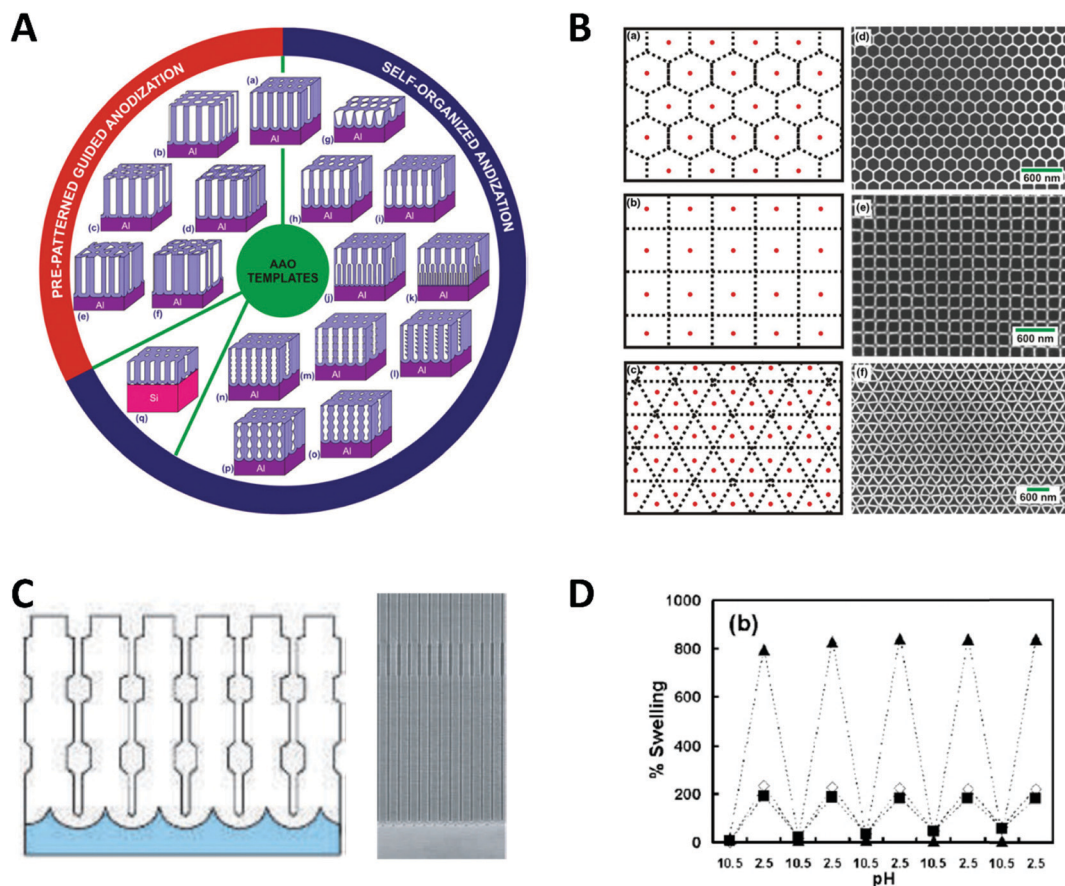 A
PRE-PATTERNED GUIDED ANODIZATION
SELF-ORGANIZED ANDIZATION
(a)
Al
(b)
Al
(g)
Al
(c)
Al
(d)
Al
(h)
Al
(i)
Al
(e)
Al
(f)
Al
AAO
TEMPLATES
(j)
Al
(k)
Al
(q)
Si
(n)
Al
(m)
Al
(l)
Al
(p)
Al
(o)
Al
B
(a)
(d)
600 nm
(b)
(e)
600 nm
(c)
(f)
600 nm
C
D
(b)
% Swelling
1000
800
600
400
200
0
10.5 2.5 10.5 2.5 10.5 2.5 10.5 2.5 10.5 2.5
pH